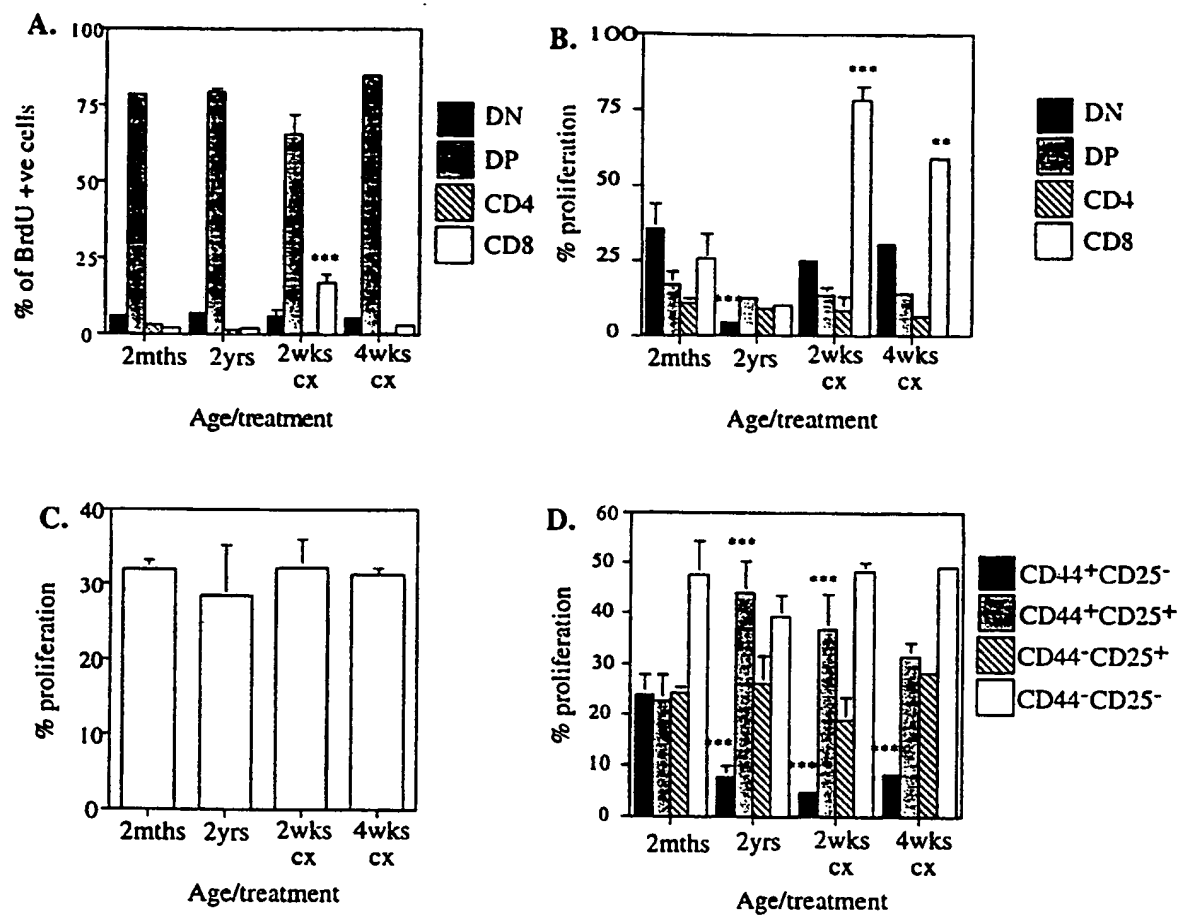 A.
% of BrdU +ve cells
100
75
50
25
0
***
2mths 2yrs 2wks cx 4wks cx
Age/treatment
DN
DP
CD4
CD8
B.
% proliferation
100
75
50
25
0
***
***
**
2mths 2yrs 2wks cx 4wks cx
Age/treatment
DN
DP
CD4
CD8
C.
% proliferation
40
30
20
10
0
2mths 2yrs 2wks cx 4wks cx
Age/treatment
D.
% proliferation
60
50
40
30
20
10
0
***
***
***
***
***
2mths 2yrs 2wks cx 4wks cx
Age/treatment
CD44+CD25-
CD44+CD25+
CD44-CD25+
CD44-CD25-